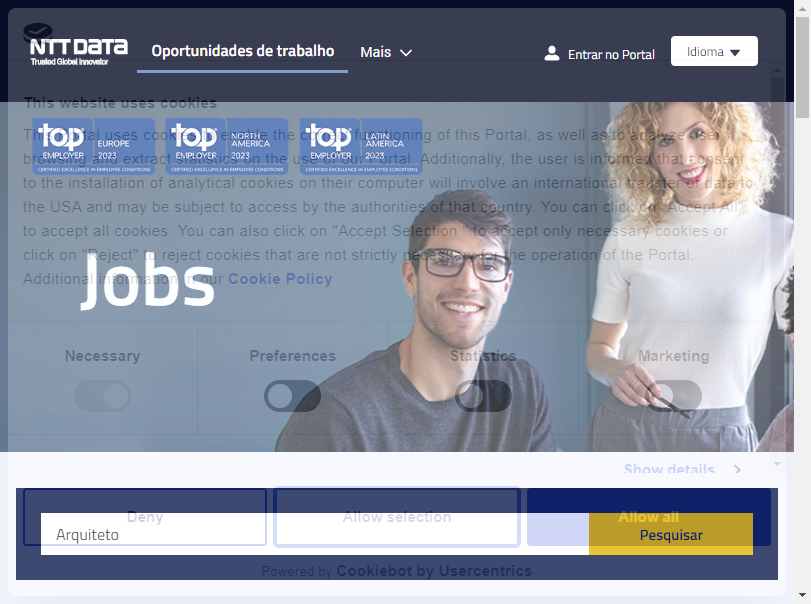 NTT DATA
Trusted Global Innovator
Oportunidades de trabalho
Mais
Entrar no Portal
Idioma
This website uses cookies
This Portal uses cookies to enable the correct functioning of this Portal, as well as to analyze user
browsing and extract statistics on the use of our Portal. Additionally, the user is informed that consent
to the installation of analytical cookies on their computer will involve an international transfer of data to
the USA and may be subject to access by the authorities of that country. You can click on "Accept All"
to accept all cookies. You can also click on "Accept Selection " to accept only necessary cookies or
click on "Reject" to reject cookies that are not strictly necessary for the operation of the Portal.
Additional information in our Cookie Policy
top EMPLOYER EUROPE 2023
CERTIFIED EXCELLENCE IN EMPLOYEE CONDITIONS
top EMPLOYER NORTH AMERICA 2023
CERTIFIED EXCELLENCE IN EMPLOYEE CONDITIONS
top EMPLOYER LATIN AMERICA 2023
CERTIFIED EXCELLENCE IN EMPLOYEE CONDITIONS
Jobs
Necessary
Preferences
Statistics
Marketing
Show details
Deny
Allow selection
Allow all
Arquiteto
Pesquisar
Powered by Cookiebot by Usercentrics